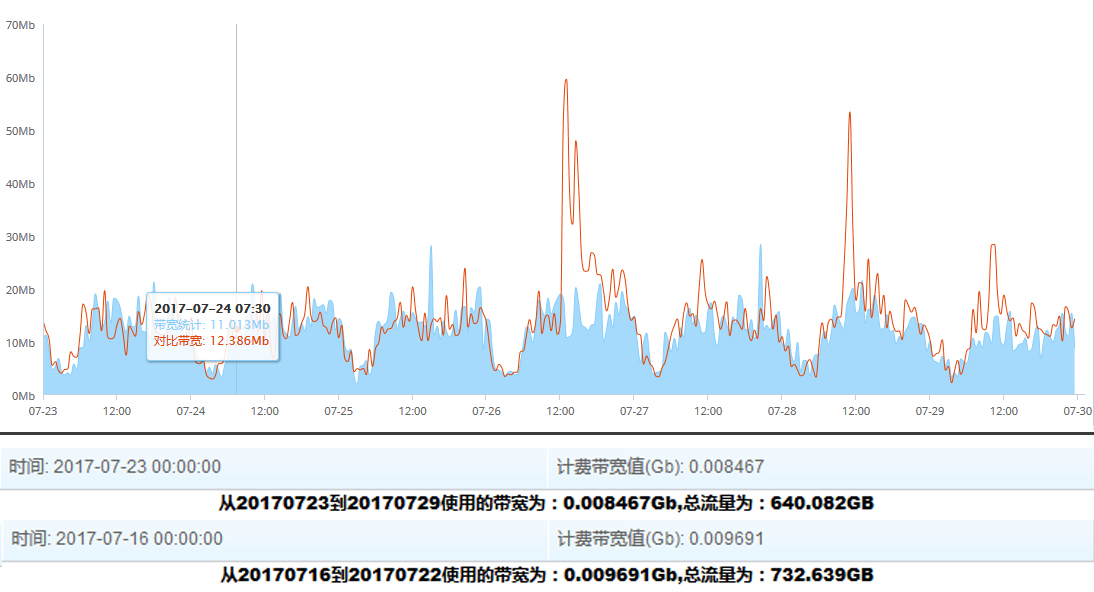 70Mb
60Mb
50Mb
40Mb
30Mb
20Mb
10Mb
0Mb
2017-07-24 07:30
带宽统计: 11.013Mb
对比带宽: 12.386Mb
07-23 12:00 07-24 12:00 07-25 12:00 07-26 12:00 07-27 12:00 07-28 12:00 07-29 12:00 07-30
时间: 2017-07-23 00:00:00 计费带宽值(Gb): 0.008467
从20170723到20170729使用的带宽为：0.008467Gb,总流量为：640.082GB
时间: 2017-07-16 00:00:00 计费带宽值(Gb): 0.009691
从20170716到20170722使用的带宽为：0.009691Gb,总流量为：732.639GB